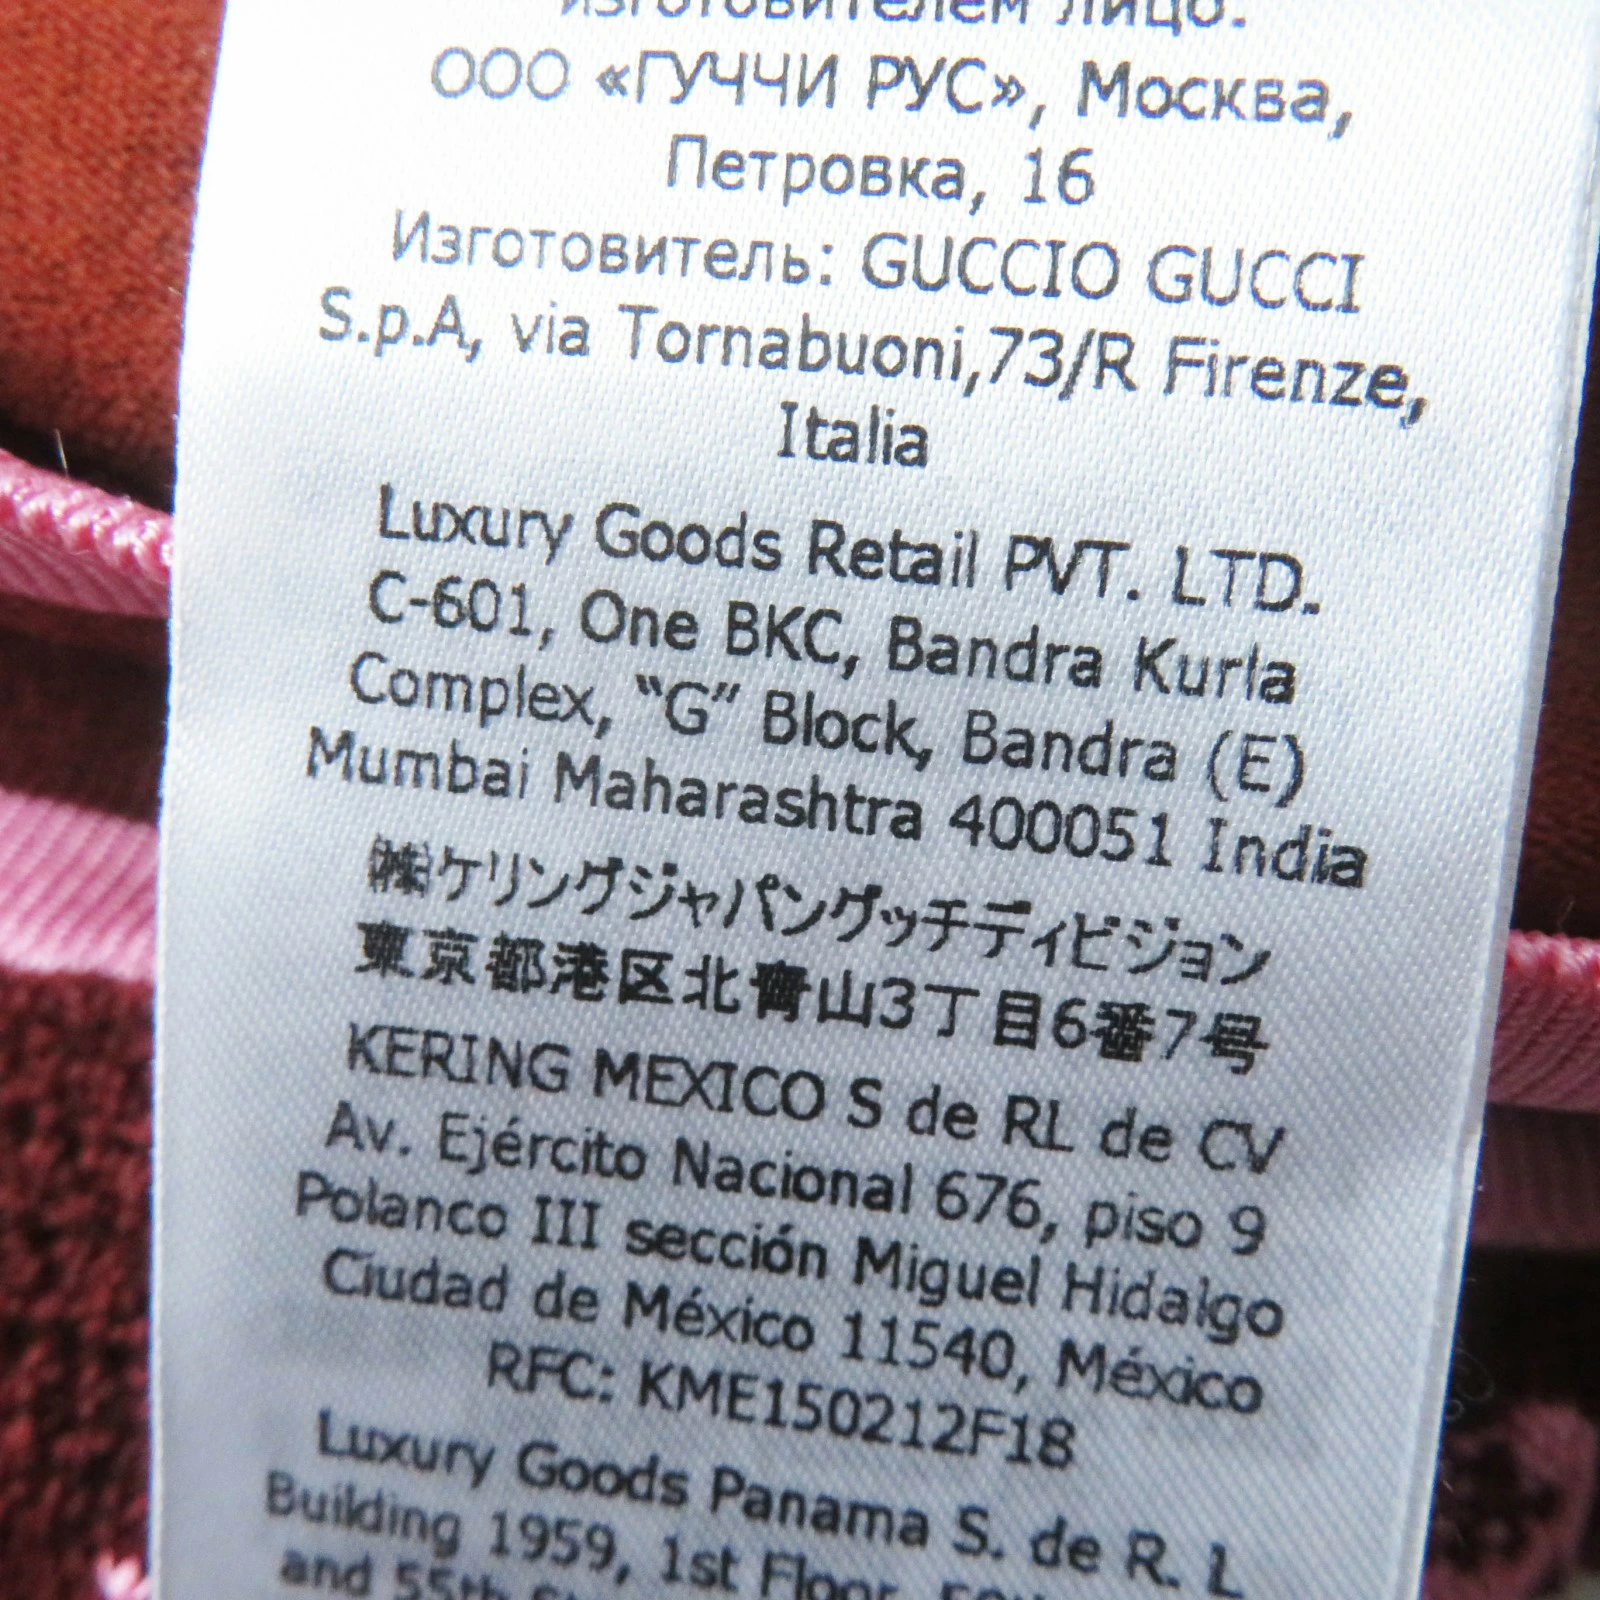 изготовителем лицо:
ООО «ГУЧЧИ РУС», Москва,
Петровка, 16
Изготовитель: GUCCIO GUCCI
S.p.A, via Tornabuoni,73/R Firenze,
Italia
Luxury Goods Retail PVT. LTD.
C-601, One BKC, Bandra Kurla
Complex, “G” Block, Bandra (E)
Mumbai Maharashtra 400051 India
㈱ケリングジャパングッチディビジョン
東京都港区北青山3丁目6番7号
KERING MEXICO S de RL de CV
Av. Ejército Nacional 676, piso 9
Polanco III sección Miguel Hidalgo
Ciudad de México 11540, México
RFC: KME150212F18
Luxury Goods Panama S. de R. L
Building 1959, 1st Floor,
and 55th